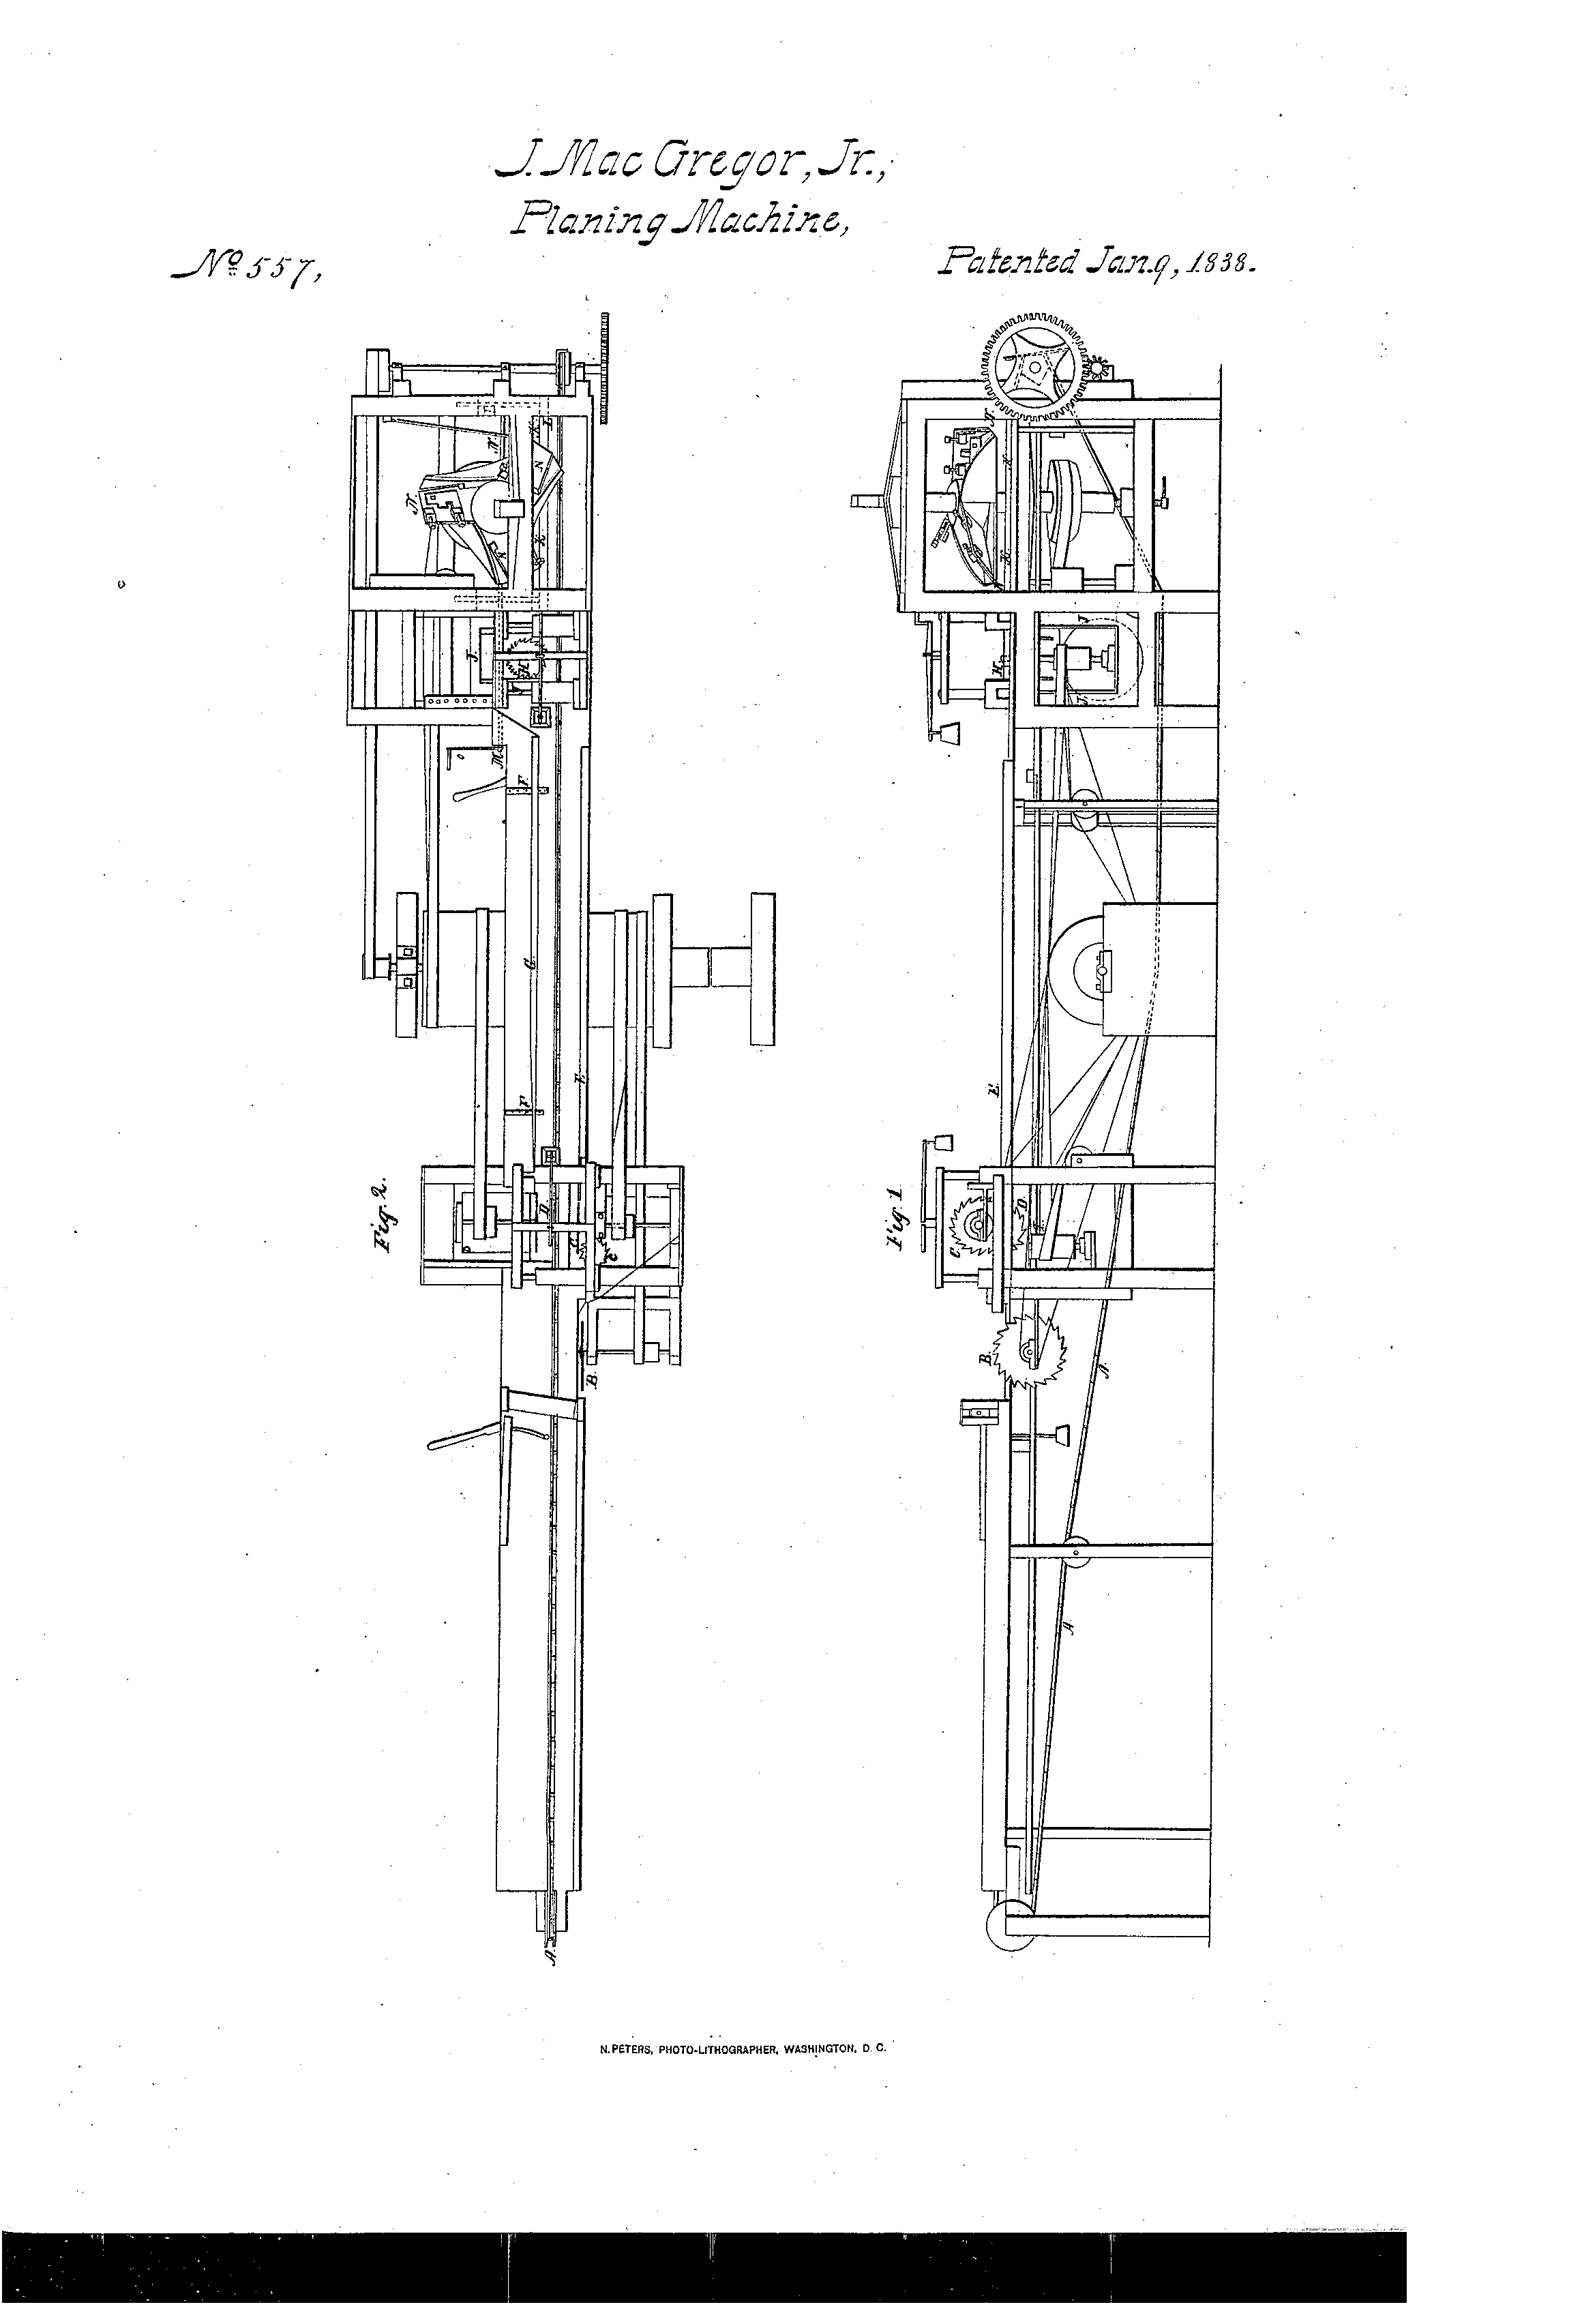 J. Mac Gregor, Jr.,
Planing Machine,
No 557,
Patented Jan. 9, 1838.
Fig. 2.
Fig. 1
A.
B.
C
D.
E.
F.
F.
G.
H
J.
K
L
M
N.
N.
N
A.
A.
B.
C
D.
E.
H
J
J
K
K
N.
N. PETERS, PHOTO-LITHOGRAPHER, WASHINGTON, D. C.